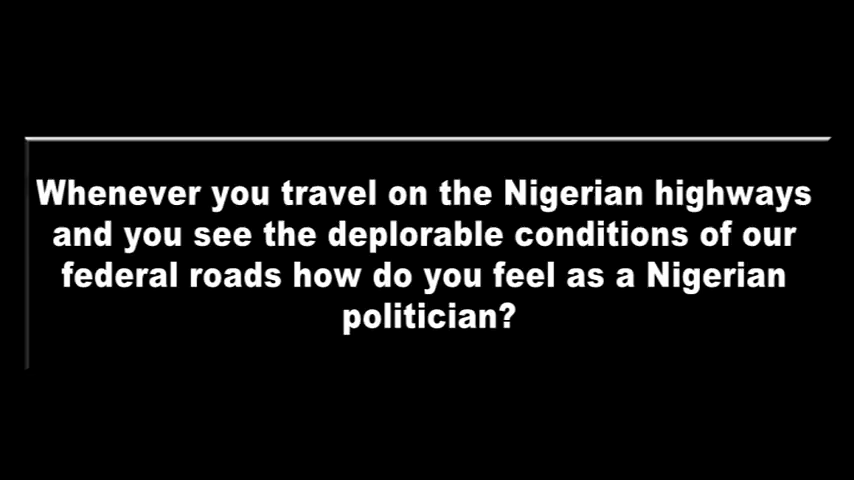 Whenever you travel on the Nigerian highways
and you see the deplorable conditions of our
federal roads how do you feel as a Nigerian
politician?